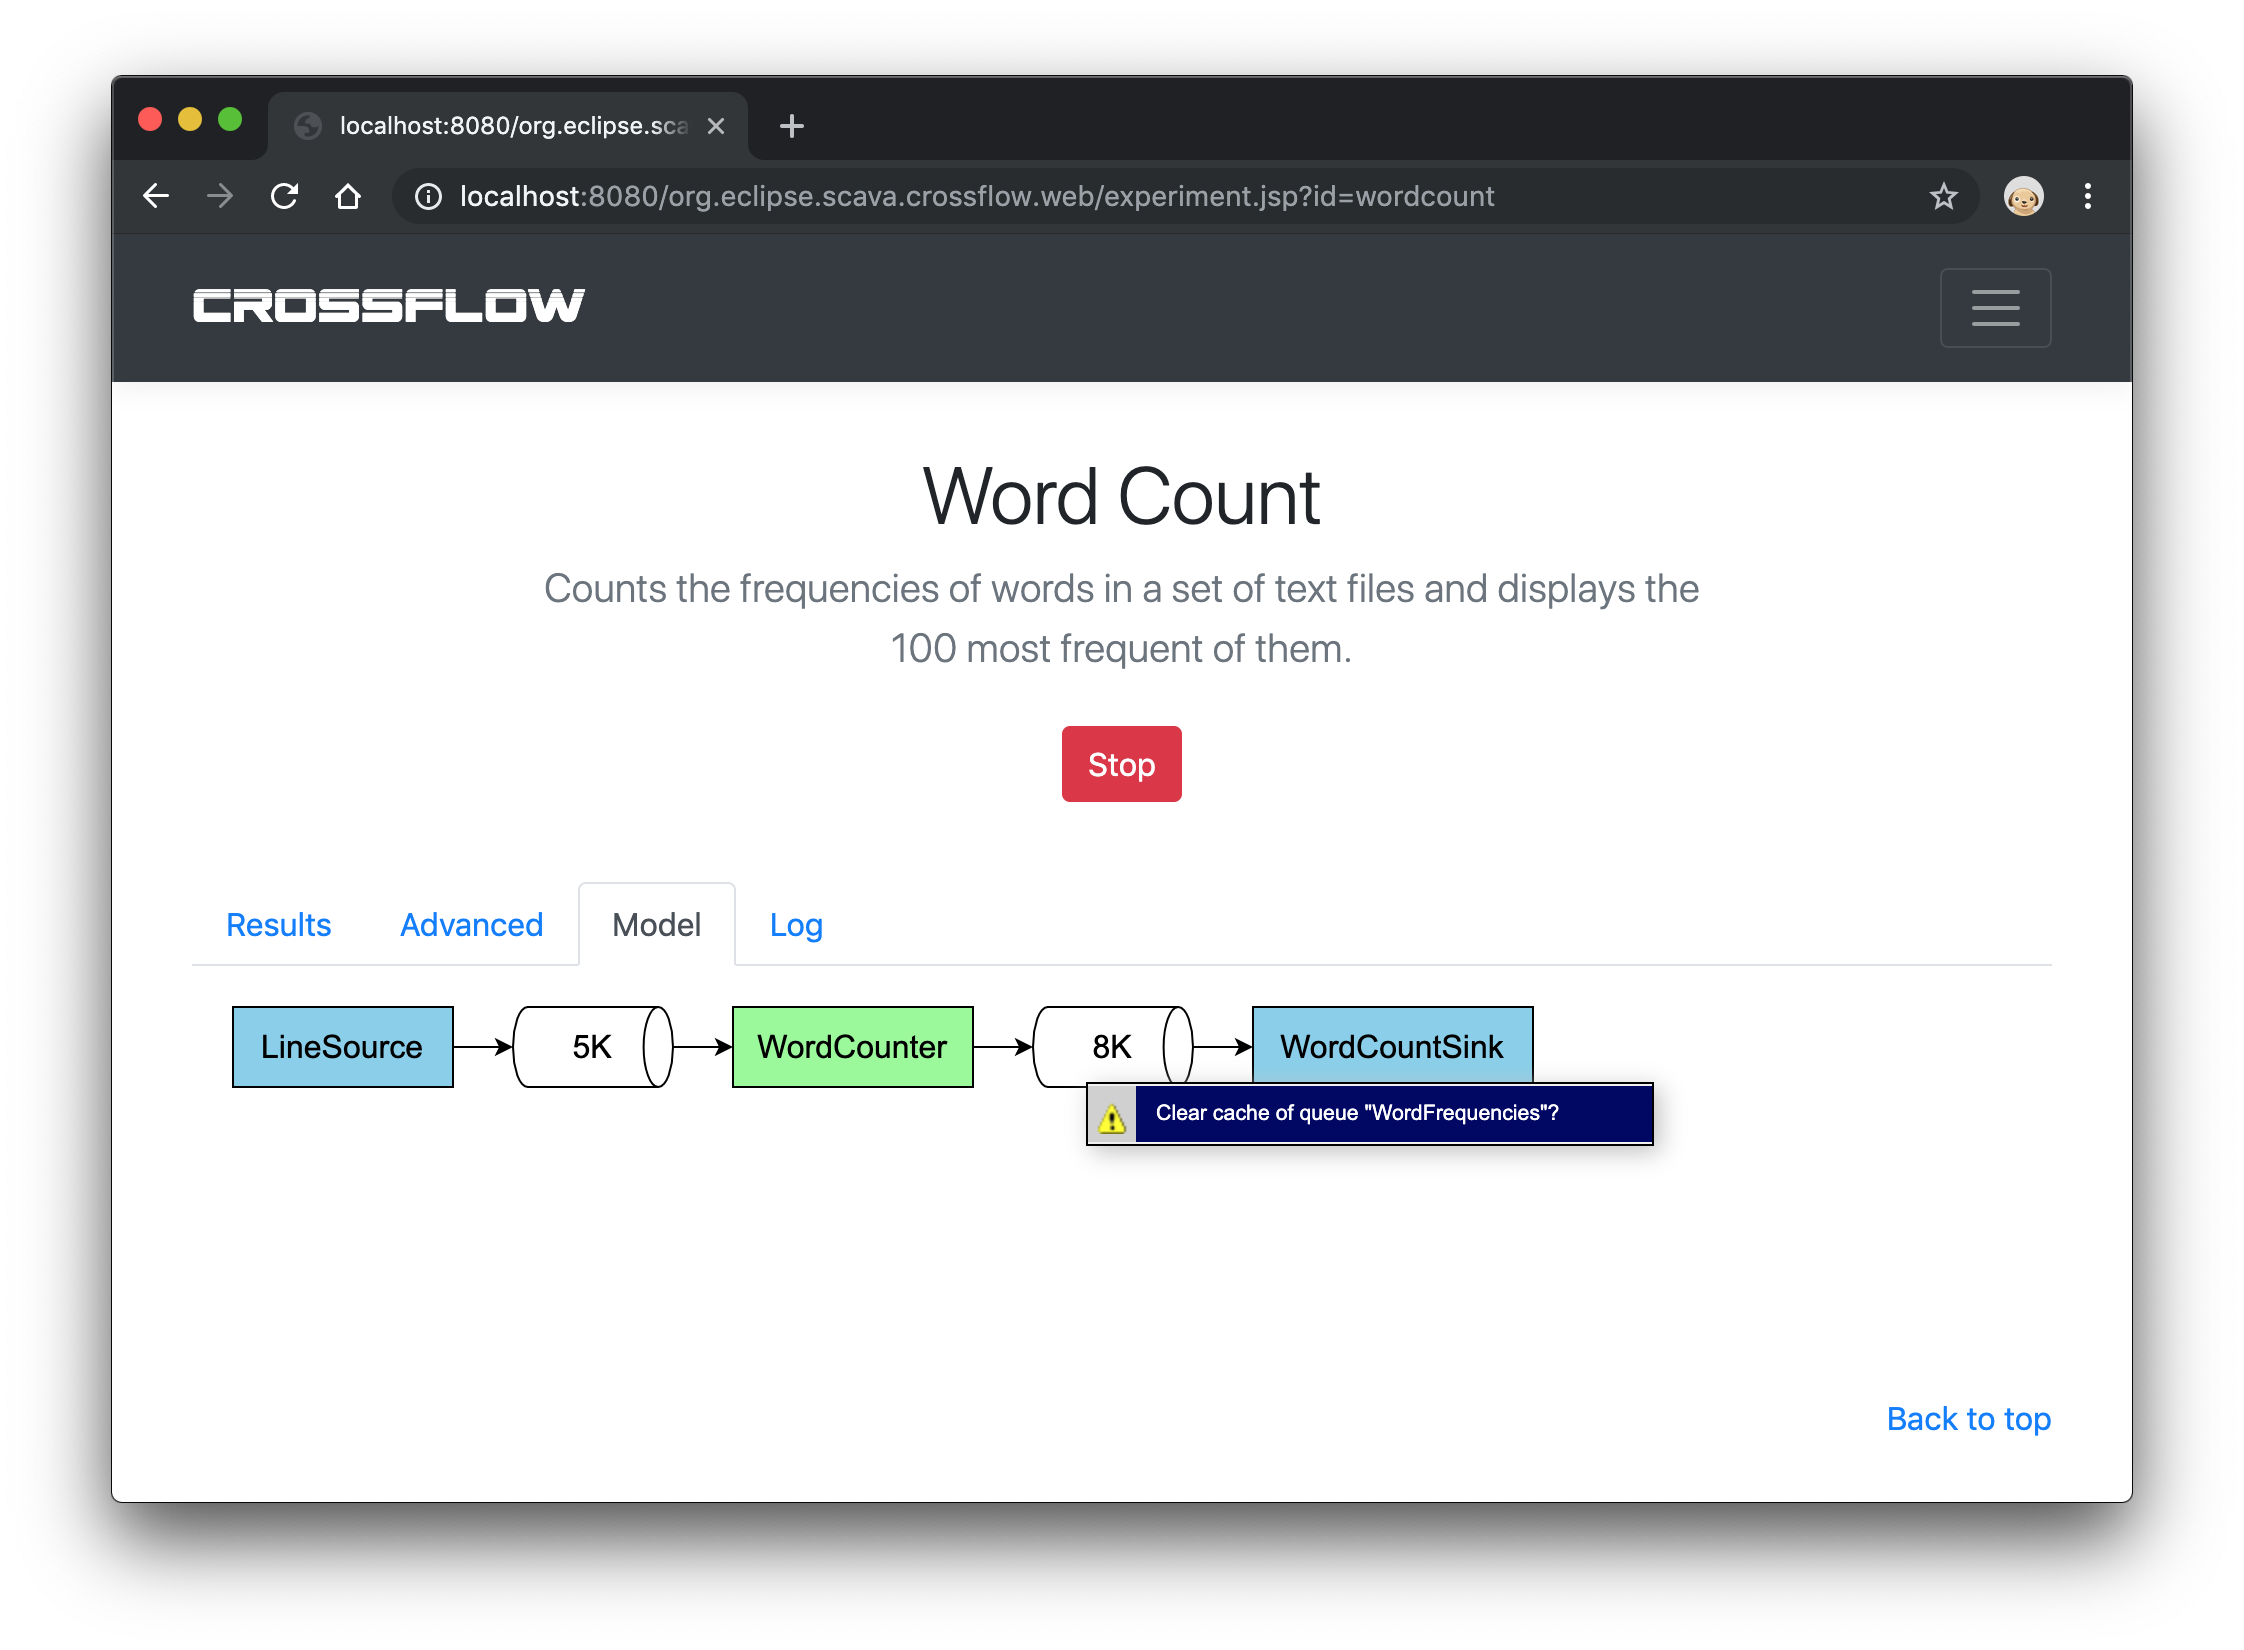 localhost:8080/org.eclipse.sca
localhost:8080/org.eclipse.scava.crossflow.web/experiment.jsp?id=wordcount
CROSSFLOW
Word Count
Counts the frequencies of words in a set of text files and displays the
100 most frequent of them.
Stop
Results Advanced Model Log
LineSource 5K WordCounter 8K WordCountSink
Clear cache of queue "WordFrequencies"?
Back to top